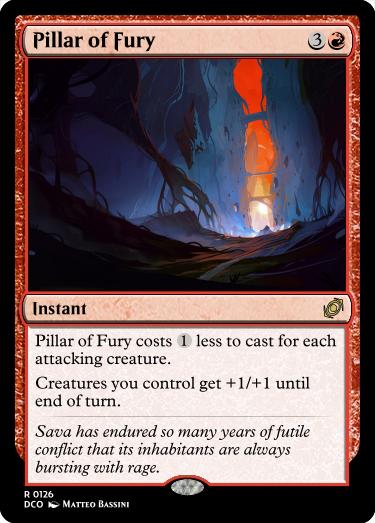 Pillar of Fury 3
Instant
Pillar of Fury costs 1 less to cast for each
attacking creature.
Creatures you control get +1/+1 until
end of turn.
Sava has endured so many years of futile
conflict that its inhabitants are always
bursting with rage.
R 0126
DCO Matteo Bassini